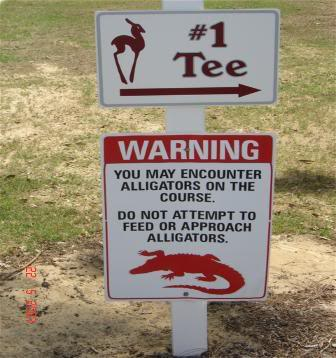 #1
Tee
WARNING
YOU MAY ENCOUNTER
ALLIGATORS ON THE
COURSE.
DO NOT ATTEMPT TO
FEED OR APPROACH
ALLIGATORS.